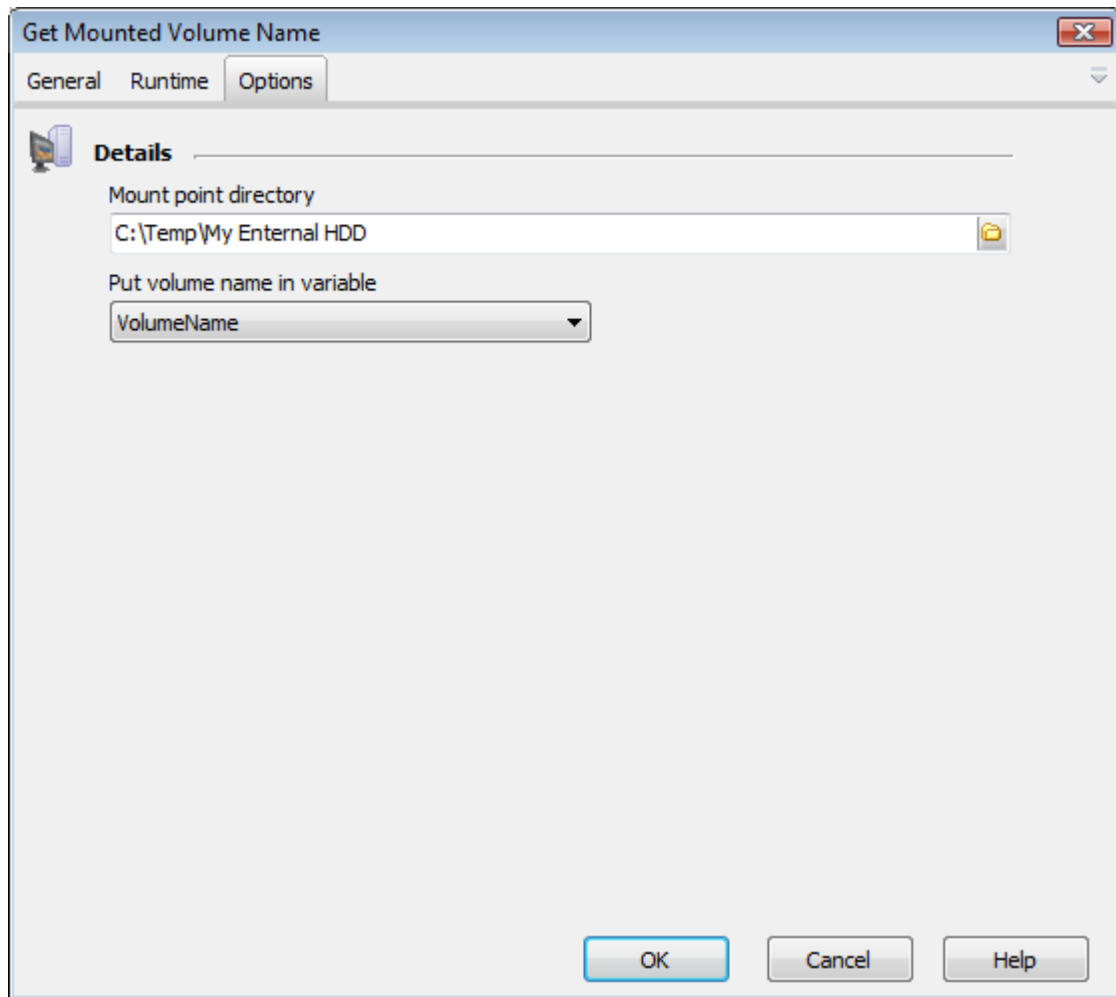 Get Mounted Volume Name
General Runtime Options
Details
Mount point directory
C:\Temp\My Enternal HDD
Put volume name in variable
VolumeName
OK Cancel Help